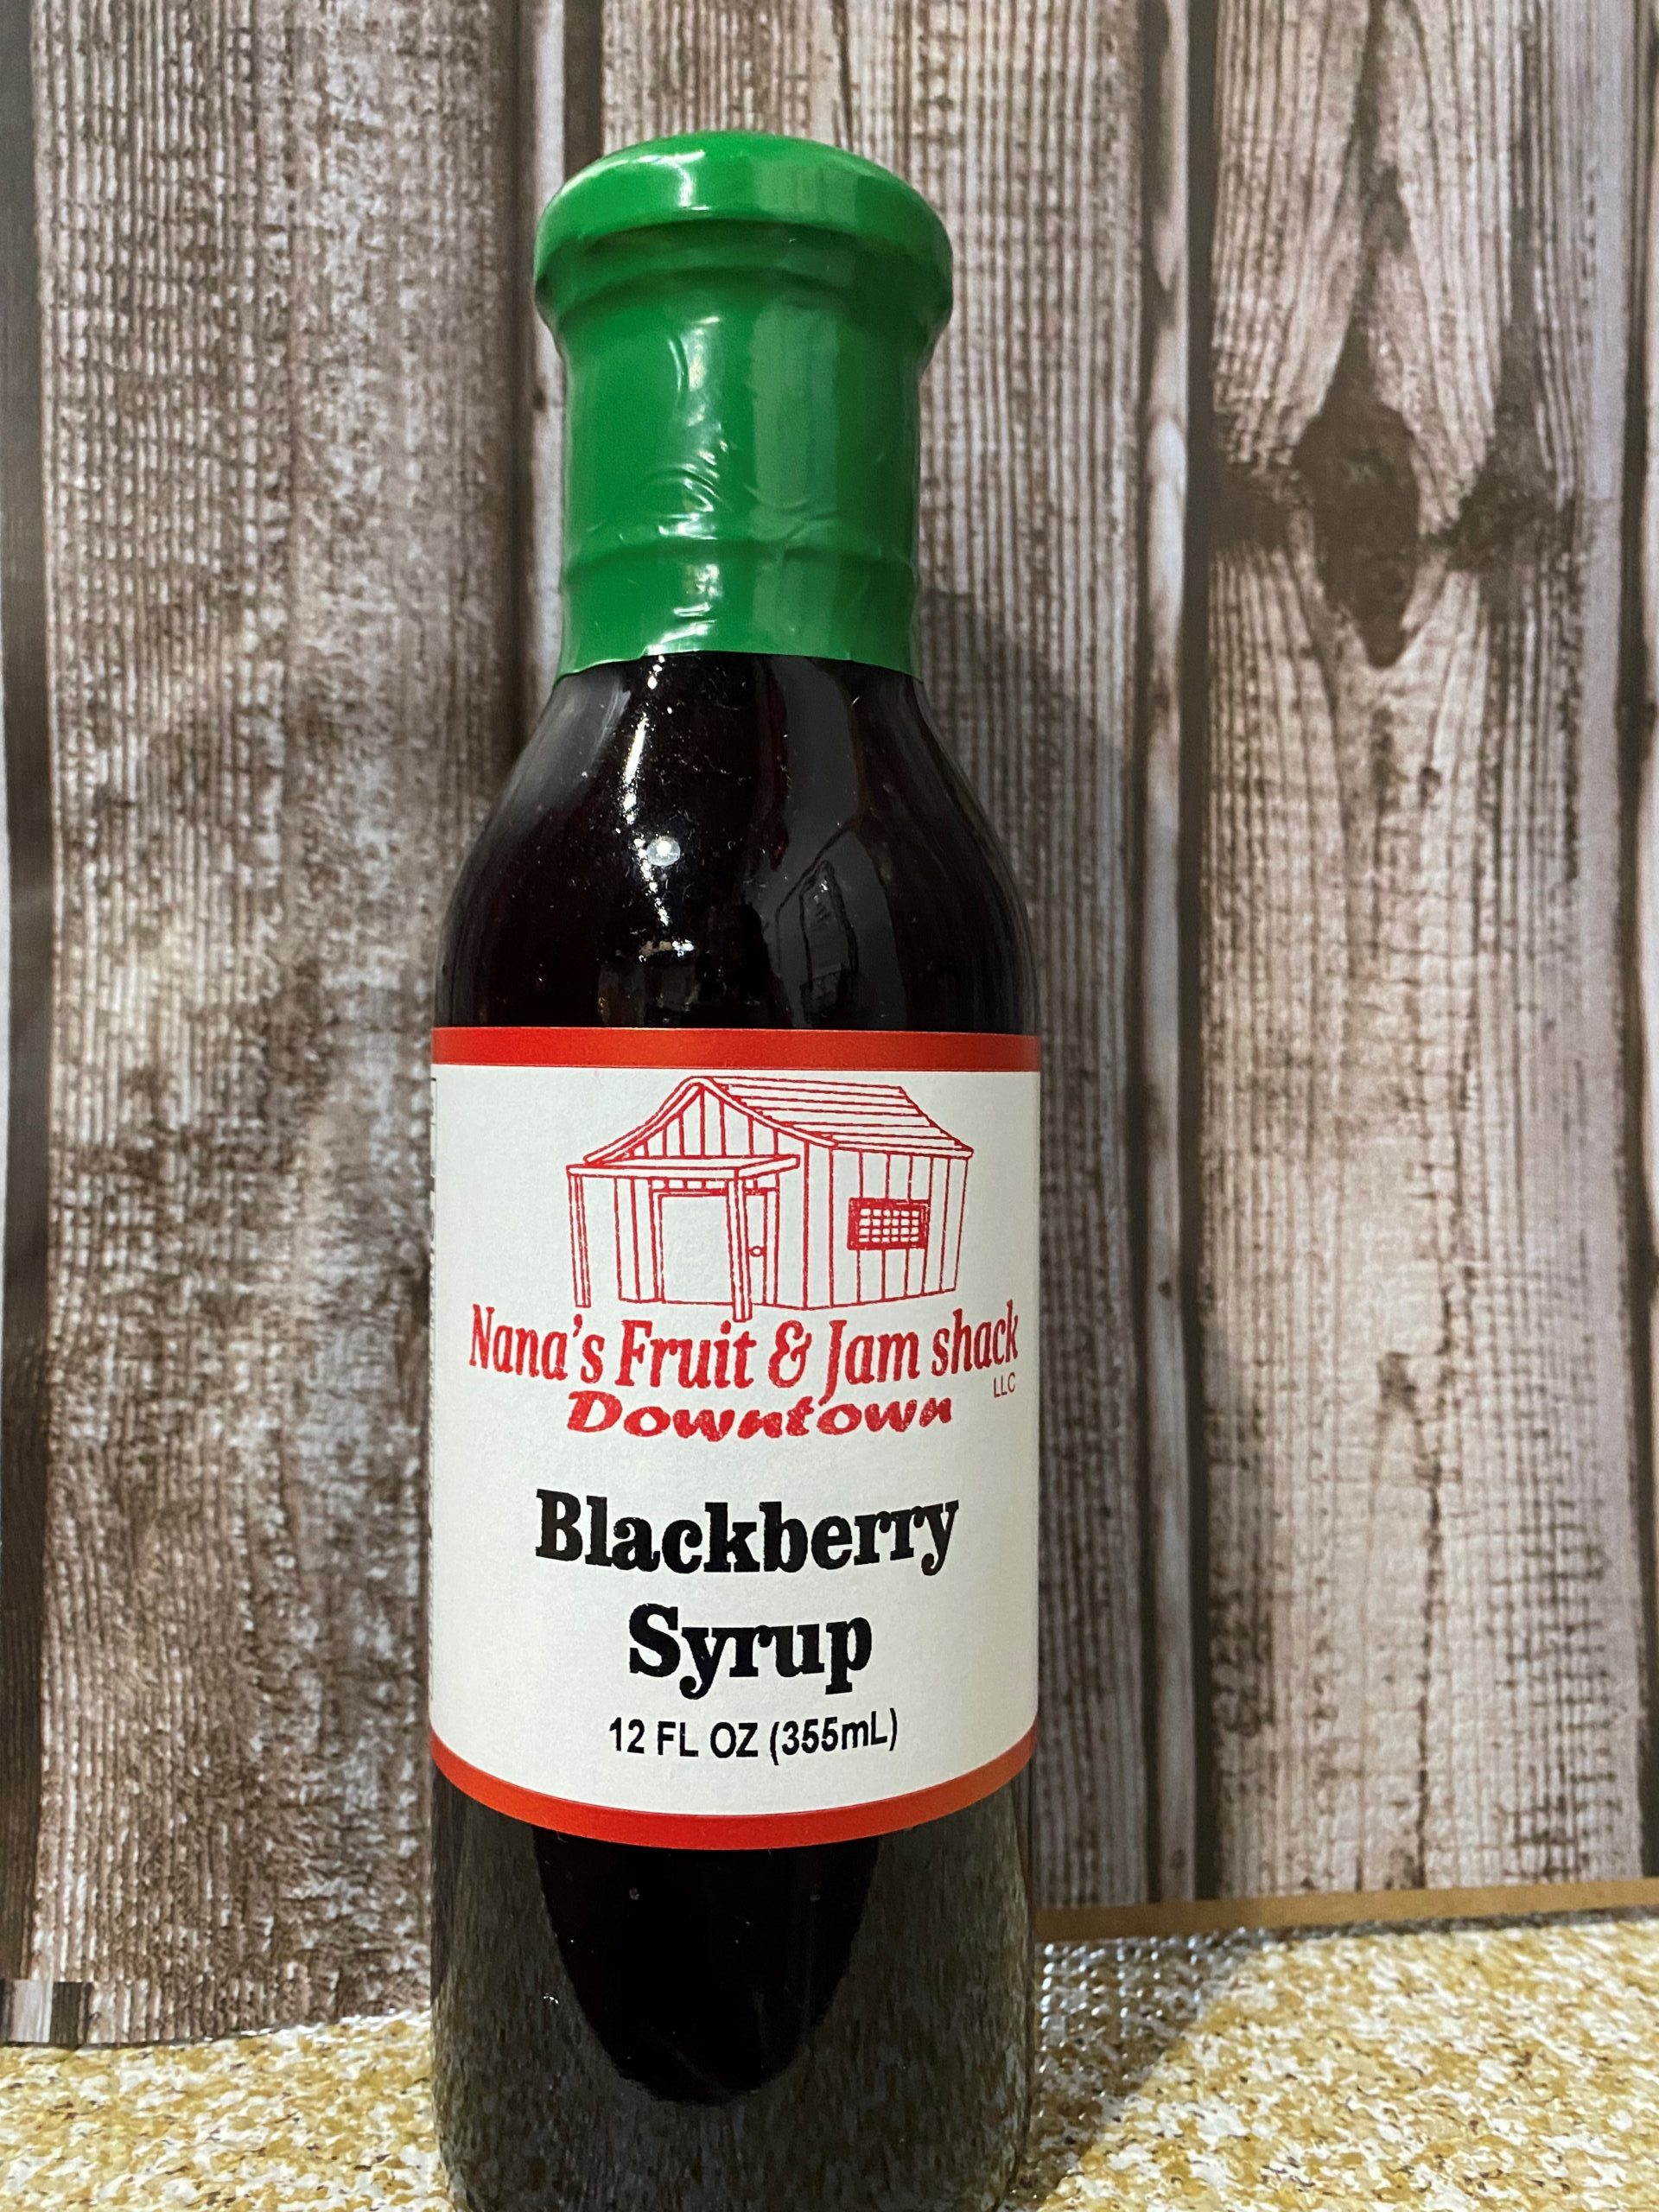 Nana's Fruit & Jam shack
LLC
Downtown
Blackberry
Syrup
12 FL OZ (355mL)